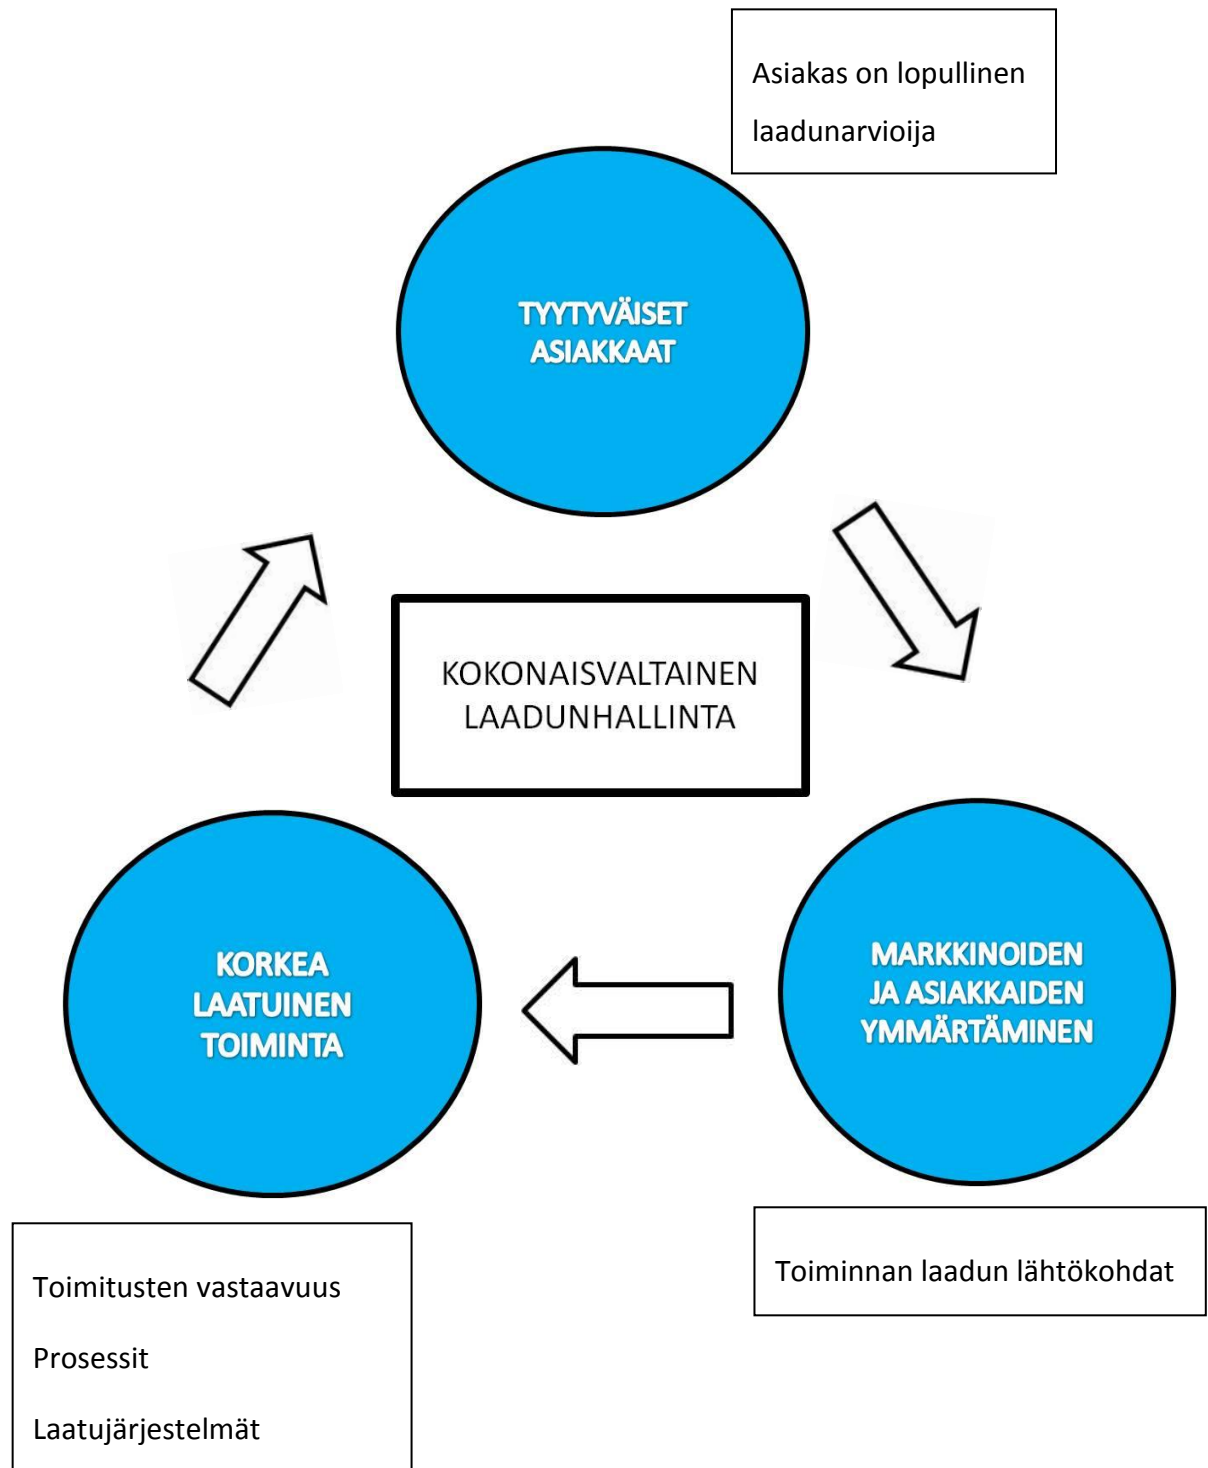 Asiakas on lopullinen
laadunarvioija
TYYTYVÄISET
ASIAKKAAT
KOKONAISVALTAINEN
LAADUNHALLINTA
KORKEA
LAATUINEN
TOIMINTA
MARKKINOIDEN
JA ASIAKKAIDEN
YMMÄRTÄMINEN
Toimitusten vastaavuus
Prosessit
Laatujärjestelmät
Toiminnan laadun lähtökohdat